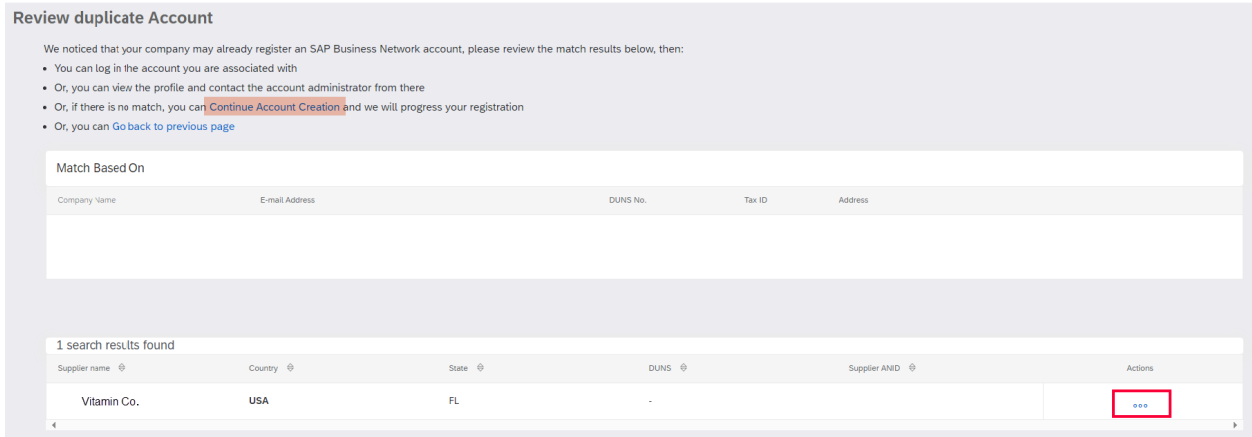 Review duplicate Account
We noticed that your company may already register an SAP Business Network account, please review the match results below, then:
• You can log in the account you are associated with
• Or, you can view the profile and contact the account administrator from there
• Or, if there is no match, you can Continue Account Creation and we will progress your registration
• Or, you can Go back to previous page
Match Based On
Company Name E-mail Address DUNS No. Tax ID Address
1 search results found
Supplier name Country State DUNS Supplier ANID Actions
Vitamin Co. USA FL -